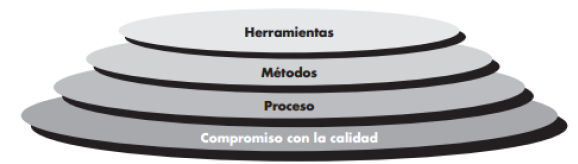 Herramientas
Métodos
Proceso
Compromiso con la calidad